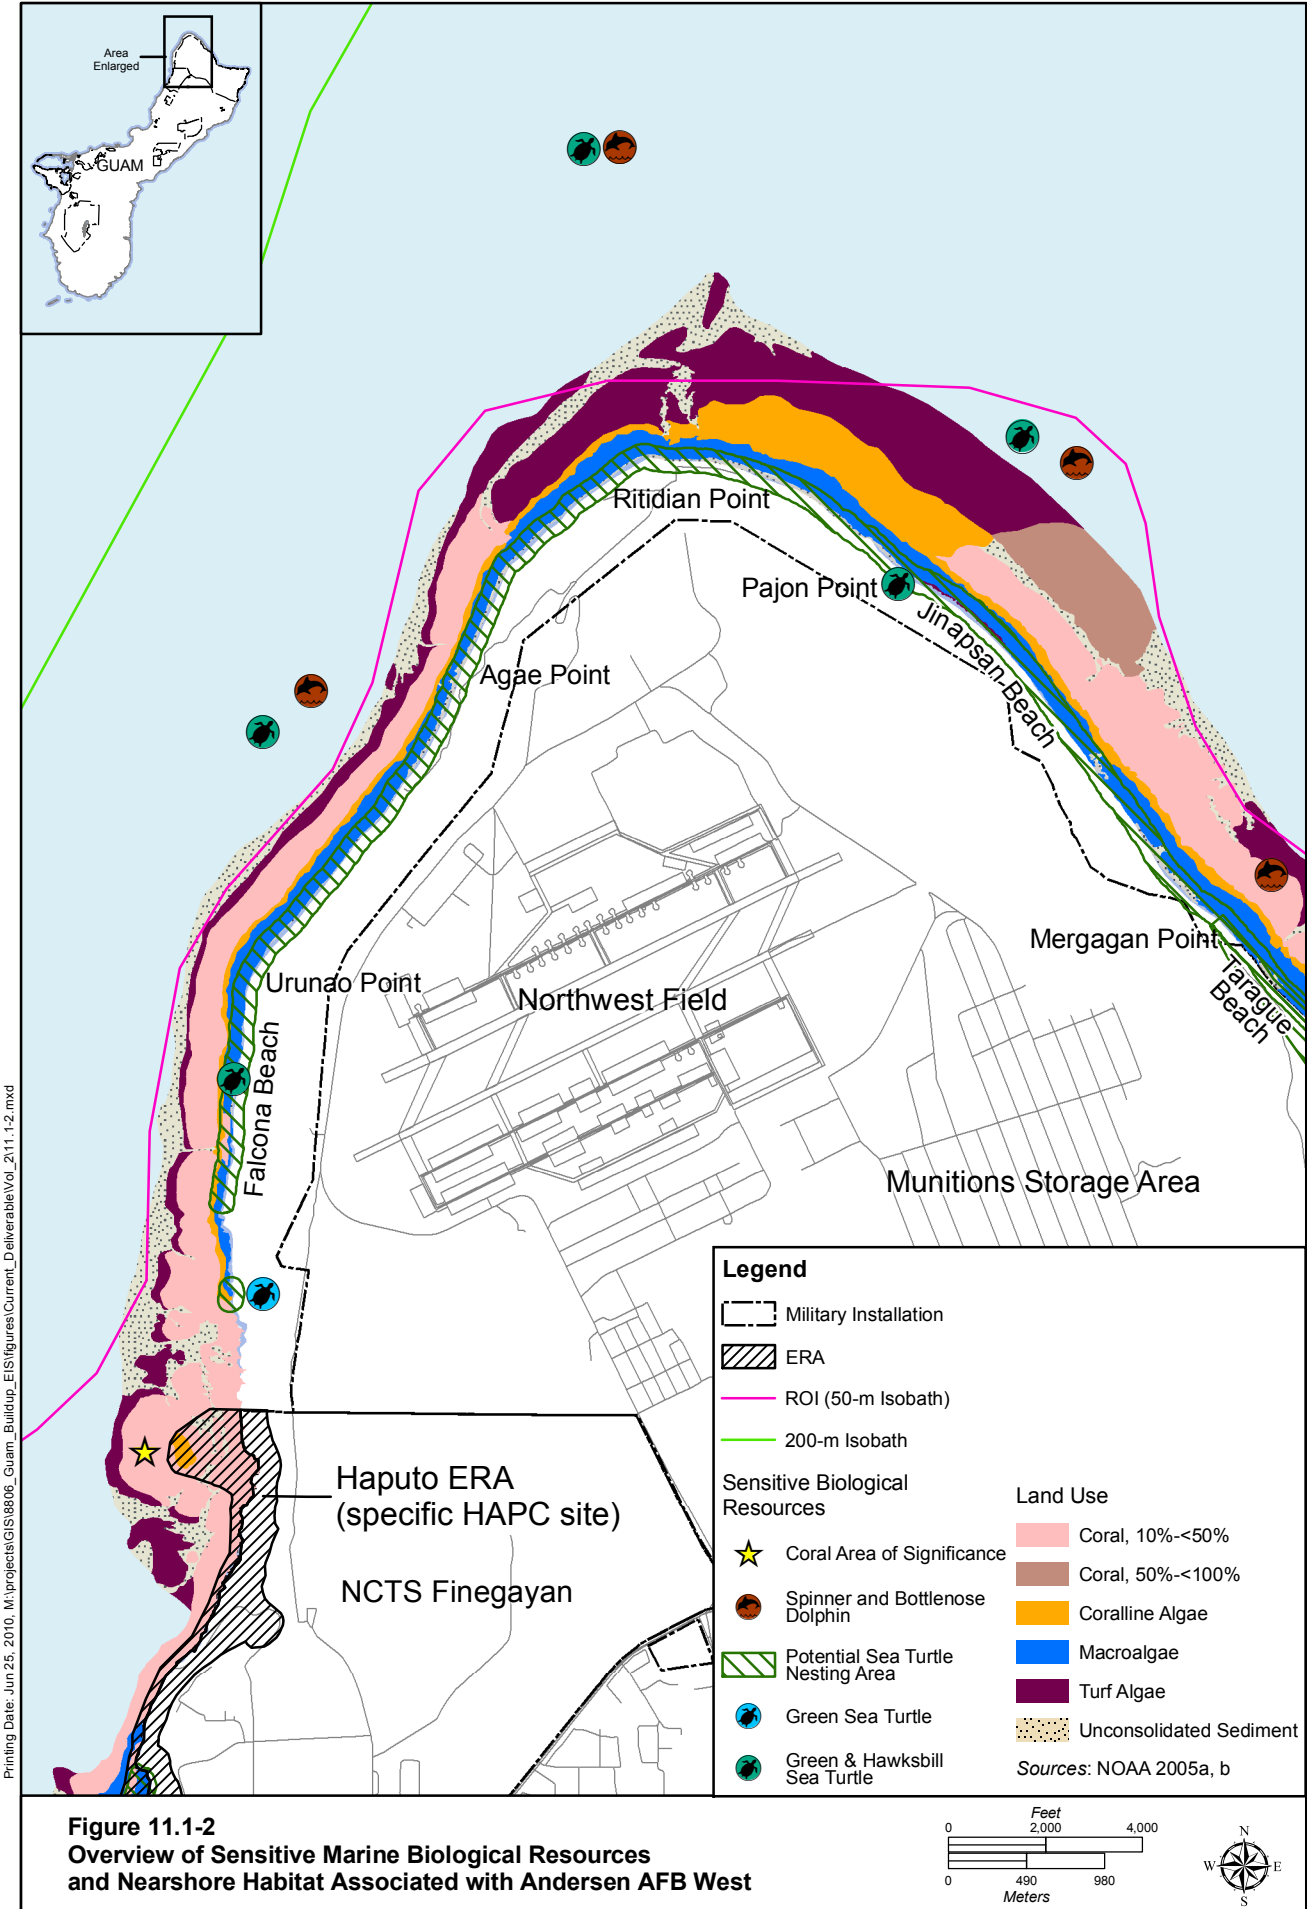 Area
Enlarged
GUAM
Ritidian Point
Pajon Point
Jinapsan Beach
Agae Point
Mergagan Point
Tarague
Beach
Urunao Point
Northwest Field
Falcona Beach
Munitions Storage Area
Haputo ERA
(specific HAPC site)
NCTS Finegayan
Legend
Military Installation
ERA
ROI (50-m Isobath)
200-m Isobath
Sensitive Biological
Resources
Coral Area of Significance
Spinner and Bottlenose
Dolphin
Potential Sea Turtle
Nesting Area
Green Sea Turtle
Green & Hawksbill
Sea Turtle
Land Use
Coral, 10%-<50%
Coral, 50%-<100%
Coralline Algae
Macroalgae
Turf Algae
Unconsolidated Sediment
Sources: NOAA 2005a, b
Printing Date: Jun 25, 2010, M:\projects\GIS\8806_Guam_Buildup_EIS\figures\Current_Deliverable\Vol_2\11.1-2.mxd
Figure 11.1-2
Overview of Sensitive Marine Biological Resources
and Nearshore Habitat Associated with Andersen AFB West
Feet
0 2,000 4,000
0 490 980
Meters
N
W E
S